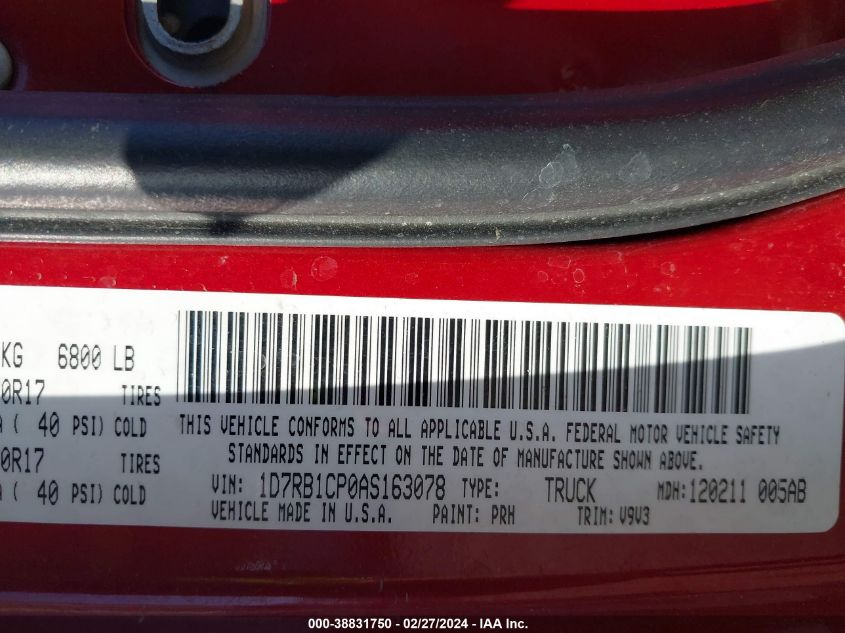 KG 6800 LB
0R17 TIRES
A ( 40 PSI) COLD
0R17 TIRES
A ( 40 PSI) COLD
THIS VEHICLE CONFORMS TO ALL APPLICABLE U.S.A. FEDERAL MOTOR VEHICLE SAFETY
STANDARDS IN EFFECT ON THE DATE OF MANUFACTURE SHOWN ABOVE.
VIN: 1D7RB1CP0AS163078 TYPE: TRUCK MDH:120211 005AB
VEHICLE MADE IN U.S.A. PAINT: PRH TRIM: V9V3
000-38831750 - 02/27/2024 - IAA Inc.